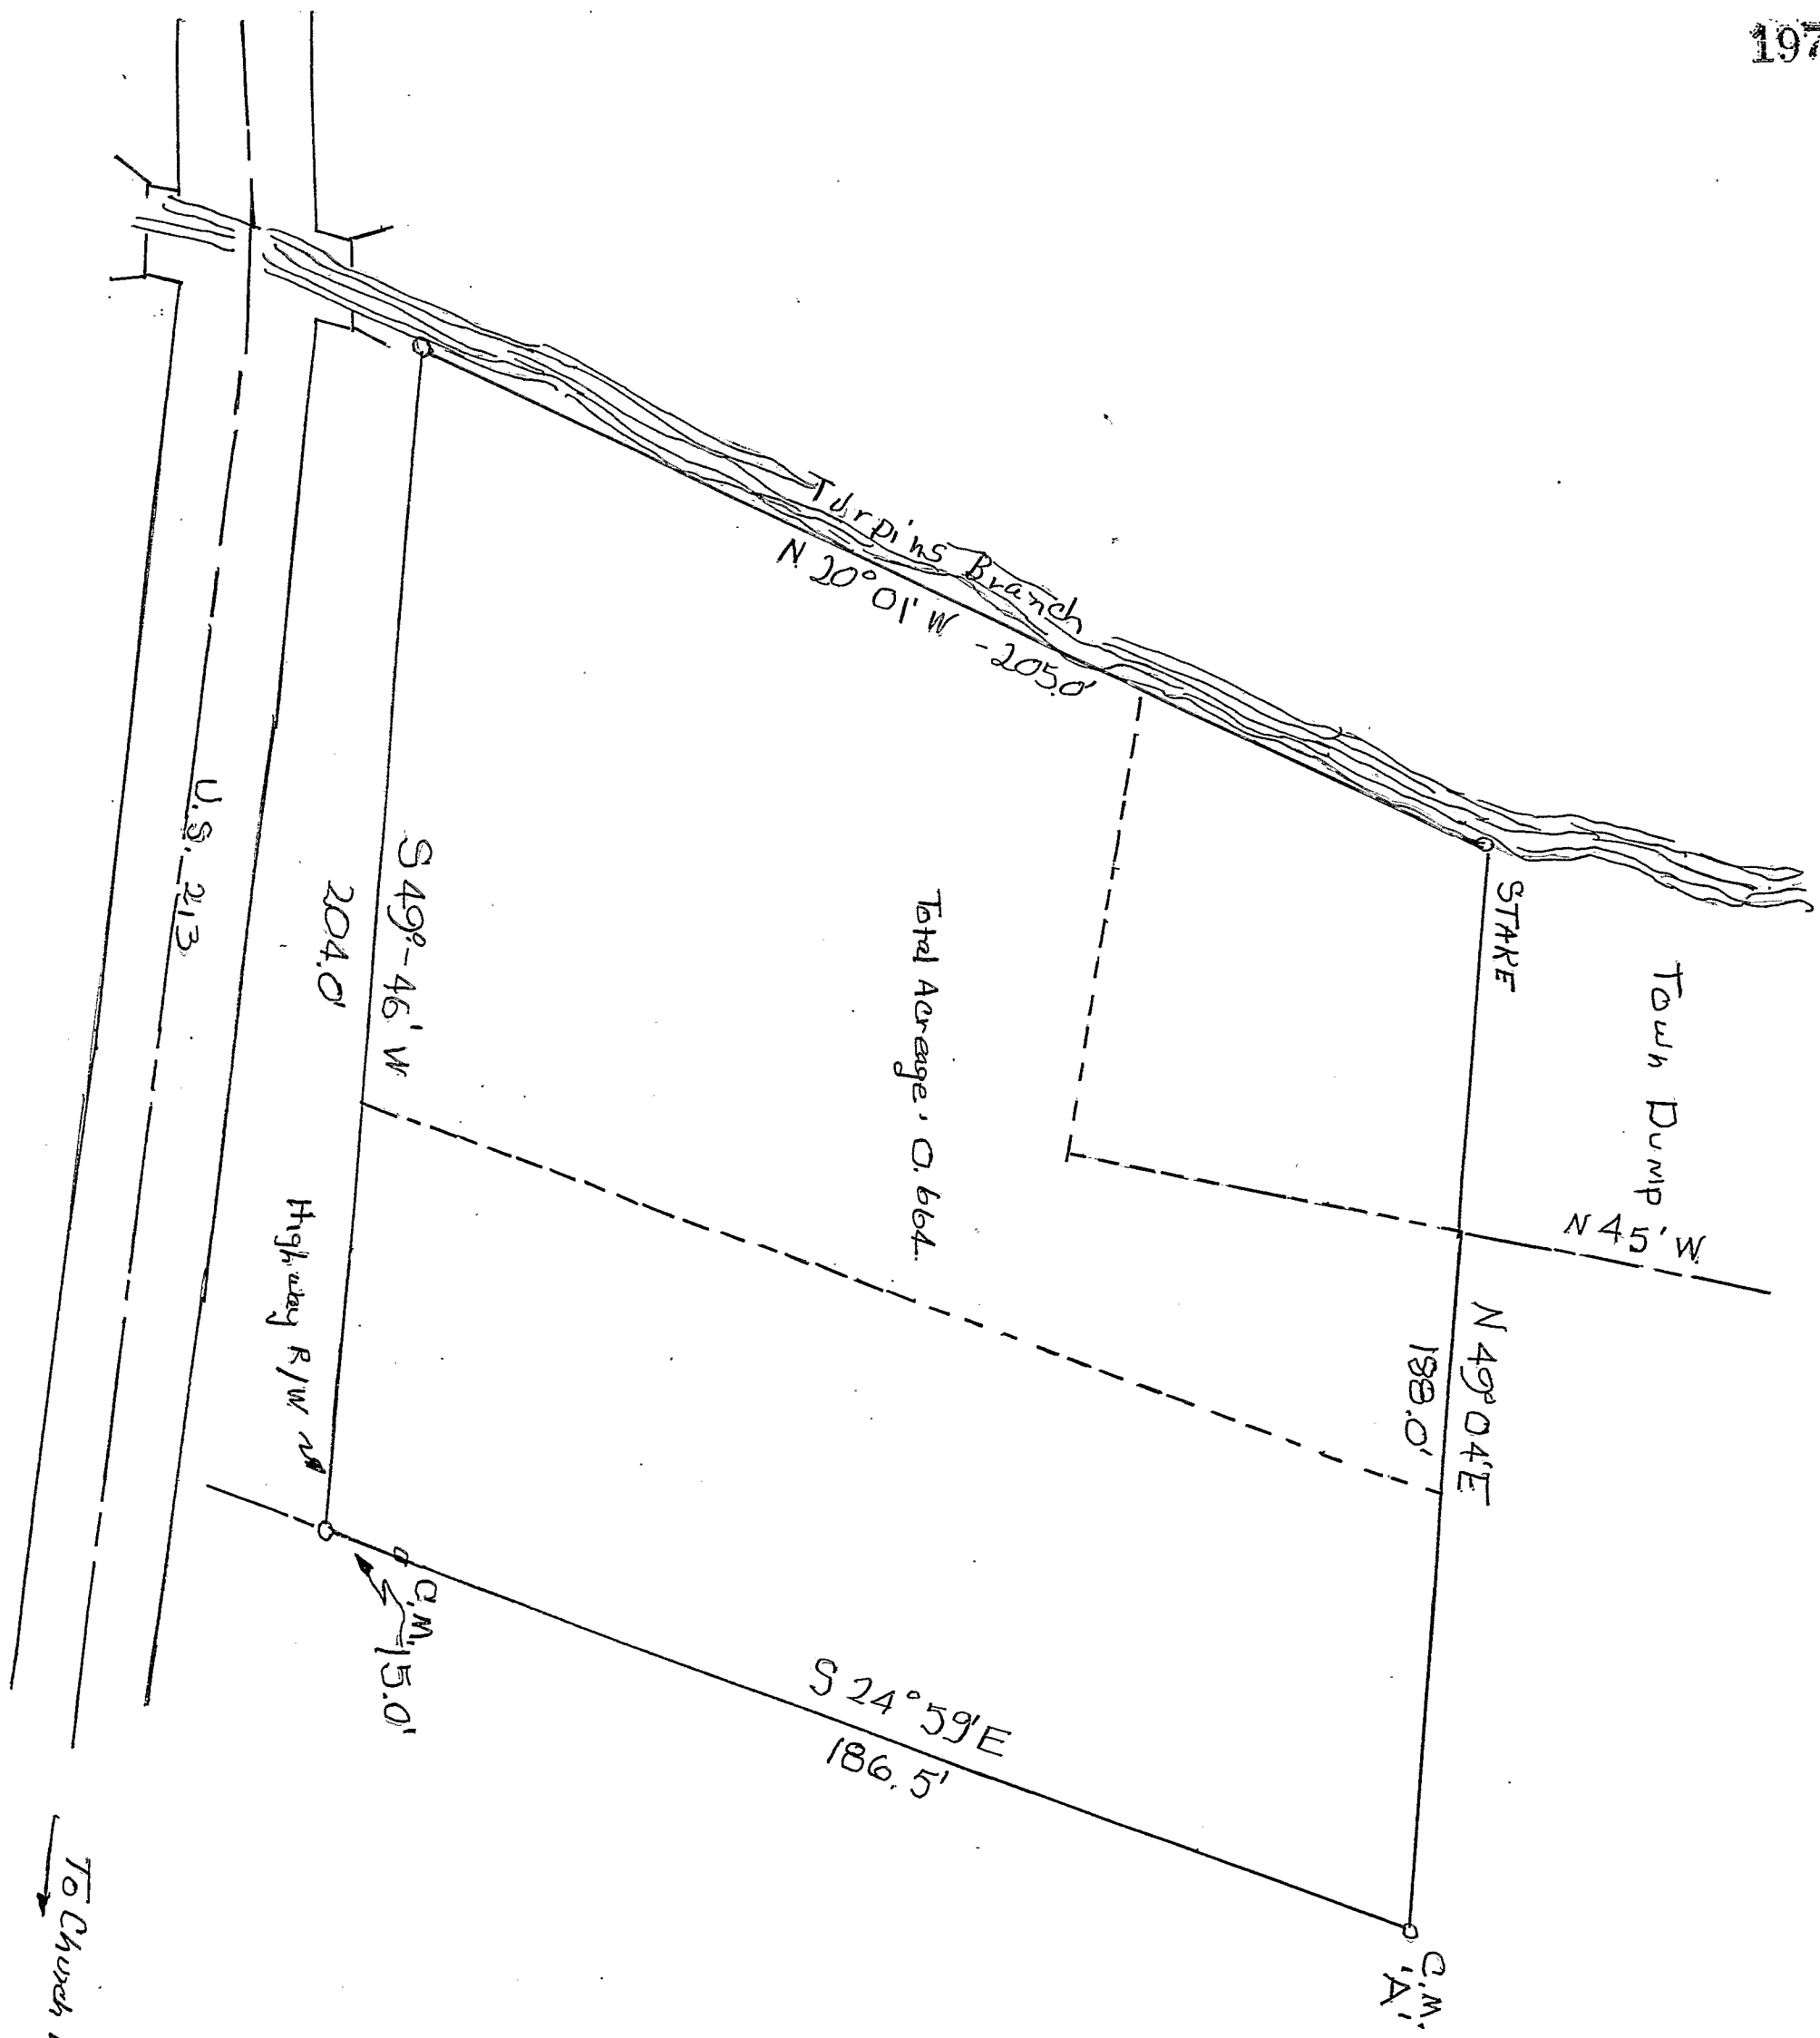 197
Turpins Branch
N 20° 01' W - 205.0'
Town Dump
STAKE
N 45' W
N 49° 04' E
188.0'
Total Acreage: 0.664
S 49° - 46' W
204.0'
U.S. 213
Highway R/W
C.M.
15.0'
S 24° 59' E
186.5'
C.M.
'A'
To Church